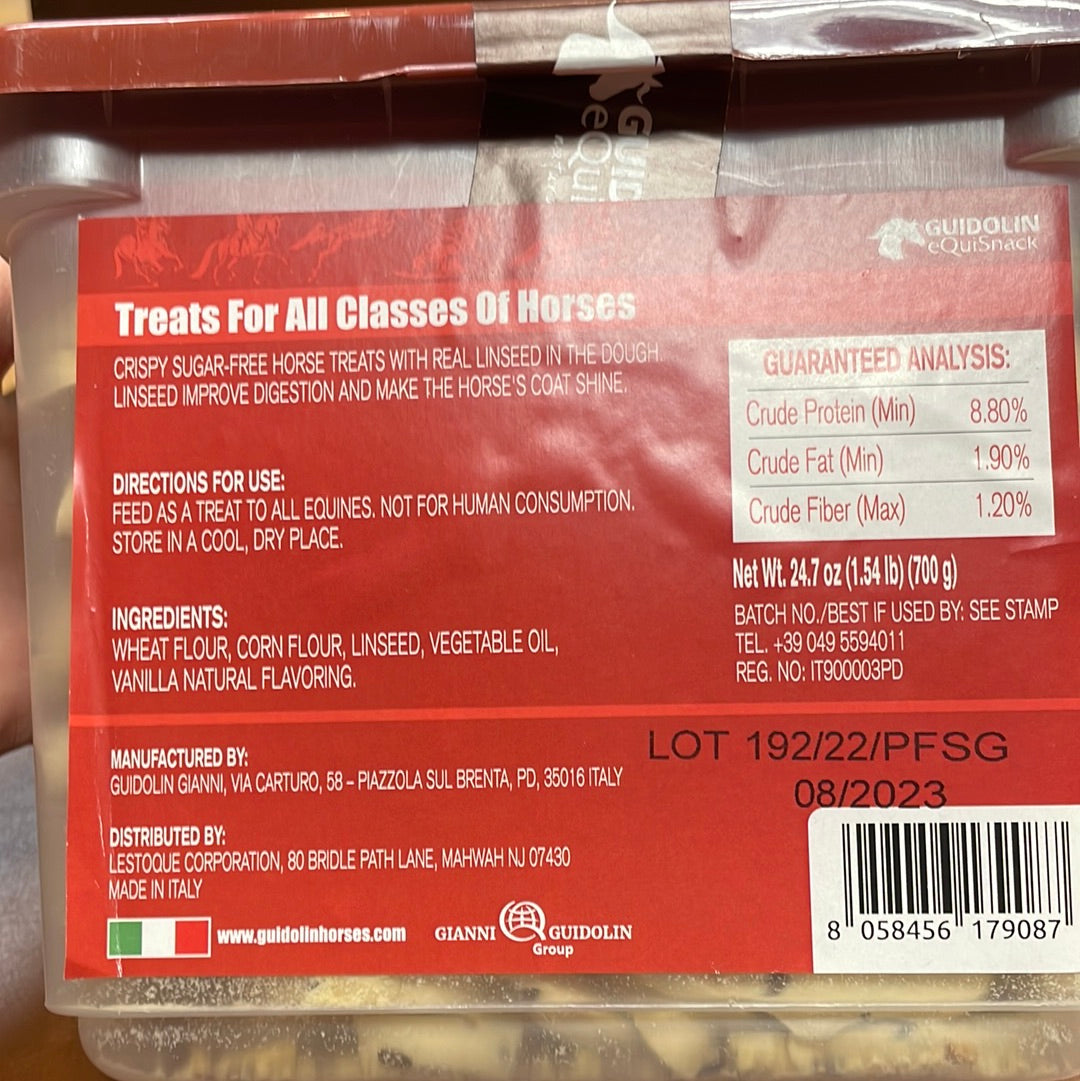 GUIDOLIN
eQuiSnack
Treats For All Classes Of Horses
CRISPY SUGAR-FREE HORSE TREATS WITH REAL LINSEED IN THE DOUGH.
LINSEED IMPROVE DIGESTION AND MAKE THE HORSE'S COAT SHINE.
DIRECTIONS FOR USE:
FEED AS A TREAT TO ALL EQUINES. NOT FOR HUMAN CONSUMPTION.
STORE IN A COOL, DRY PLACE.
INGREDIENTS:
WHEAT FLOUR, CORN FLOUR, LINSEED, VEGETABLE OIL,
VANILLA NATURAL FLAVORING.
GUARANTEED ANALYSIS:
Crude Protein (Min) 8.80%
Crude Fat (Min) 1.90%
Crude Fiber (Max) 1.20%
Net Wt. 24.7 oz (1.54 lb) (700 g)
BATCH NO./BEST IF USED BY: SEE STAMP
TEL. +39 049 5594011
REG. NO: IT900003PD
LOT 192/22/PFSG
08/2023
MANUFACTURED BY:
GUIDOLIN GIANNI, VIA CARTURO, 58 – PIAZZOLA SUL BRENTA, PD, 35016 ITALY
DISTRIBUTED BY:
LESTOQUE CORPORATION, 80 BRIDLE PATH LANE, MAHWAH NJ 07430
MADE IN ITALY
www.guidolinhorses.com
GIANNI GUIDOLIN
Group
8 058456 179087